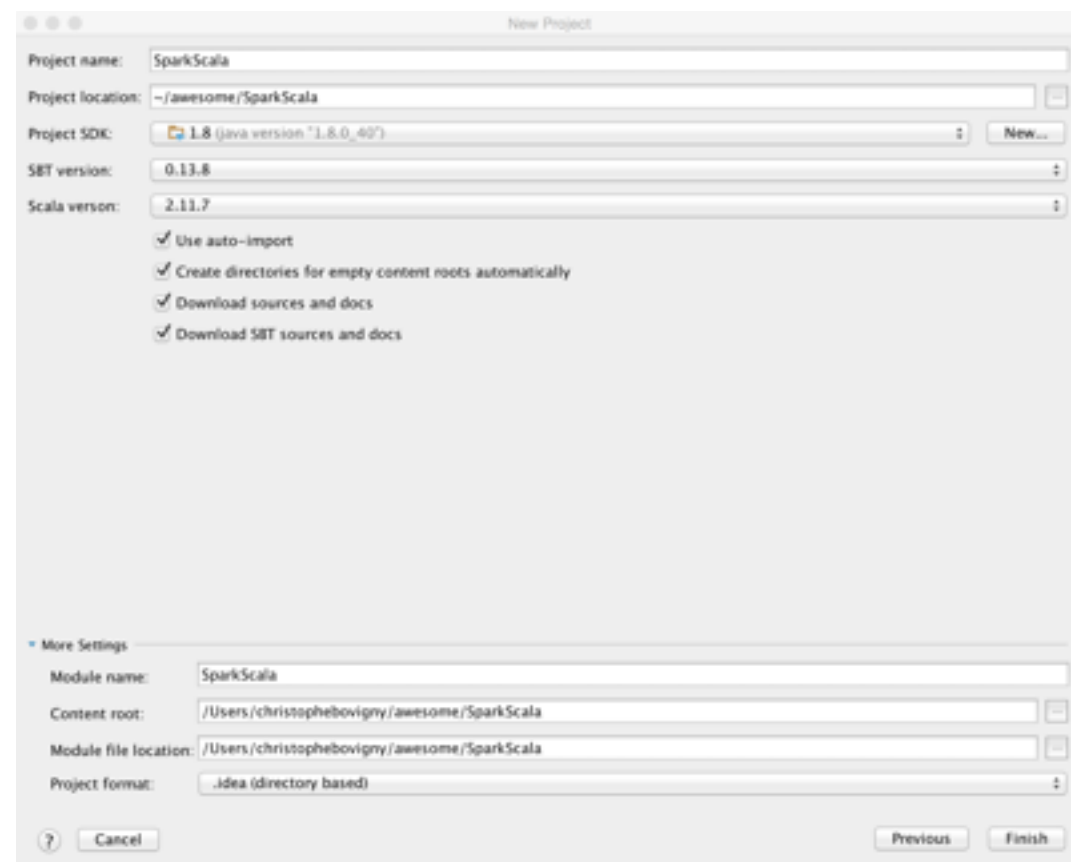 New Project
Project name: SparkScala
Project location: ~/awesome/SparkScala
Project SDK: 1.8 (java version "1.8.0_40") New...
SBT version: 0.13.8
Scala verson: 2.11.7
Use auto-import
Create directories for empty content roots automatically
Download sources and docs
Download SBT sources and docs
More Settings
Module name: SparkScala
Content root: /Users/christophebovigny/awesome/SparkScala
Module file location: /Users/christophebovigny/awesome/SparkScala
Project format: .idea (directory based)
? Cancel Previous Finish